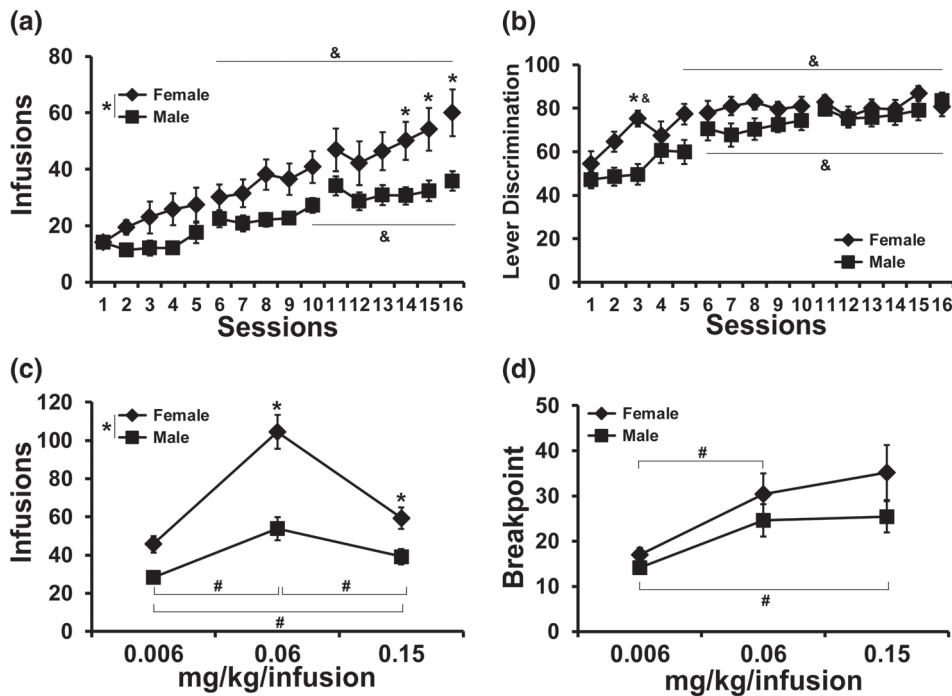 (a)
80
60
40
20
0
Infusions
&
* Female
Male
* * *
&
1 2 3 4 5 6 7 8 9 10 11 12 13 14 15 16
Sessions
(b)
100
80
60
40
20
0
Lever Discrimination
&
*&
&
Female
Male
1 2 3 4 5 6 7 8 9 10 11 12 13 14 15 16
Sessions
(c)
120
100
80
60
40
20
0
Infusions
* Female
Male
*
*
# #
#
0.006 0.06 0.15
mg/kg/infusion
(d)
50
40
30
20
10
0
Breakpoint
Female
Male
#
#
0.006 0.06 0.15
mg/kg/infusion